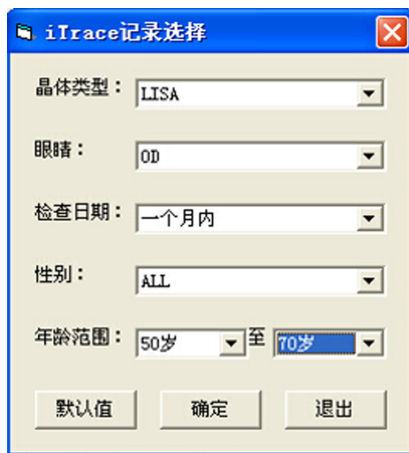 iTrace记录选择
晶体类型： LISA
眼睛： OD
检查日期： 一个月内
性别： ALL
年龄范围： 50岁 至 70岁
默认值 确定 退出